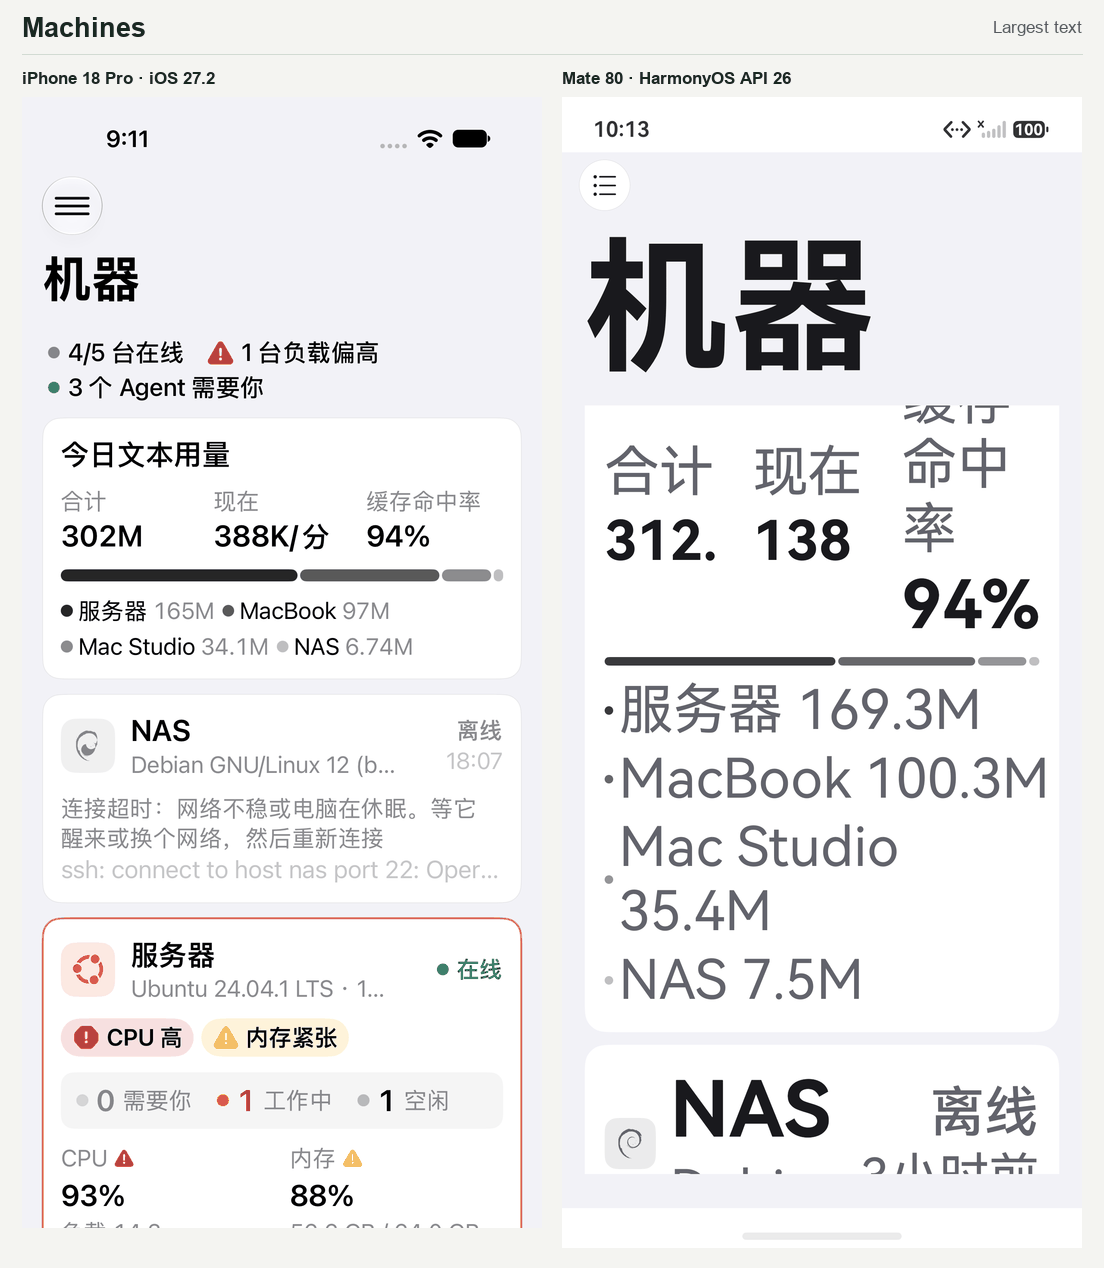 Machines
Largest text
iPhone 18 Pro · iOS 27.2
9:11
机器
4/5 台在线 1 台负载偏高
3 个 Agent 需要你
今日文本用量
合计 现在 缓存命中率
302M 388K/分 94%
服务器 165M MacBook 97M
Mac Studio 34.1M NAS 6.74M
NAS 离线
Debian GNU/Linux 12 (b... 18:07
连接超时：网络不稳或电脑在休眠。等它
醒来或换个网络，然后重新连接
ssh: connect to host nas port 22: Oper...
服务器
Ubuntu 24.04.1 LTS · 1...
在线
CPU 高 内存紧张
0 需要你 1 工作中 1 空闲
CPU 内存
93% 88%
Mate 80 · HarmonyOS API 26
10:13
100
机器
合计 现在 缓存命中率
312. 138 94%
服务器 169.3M
MacBook 100.3M
Mac Studio
35.4M
NAS 7.5M
NAS 离线
3小时前